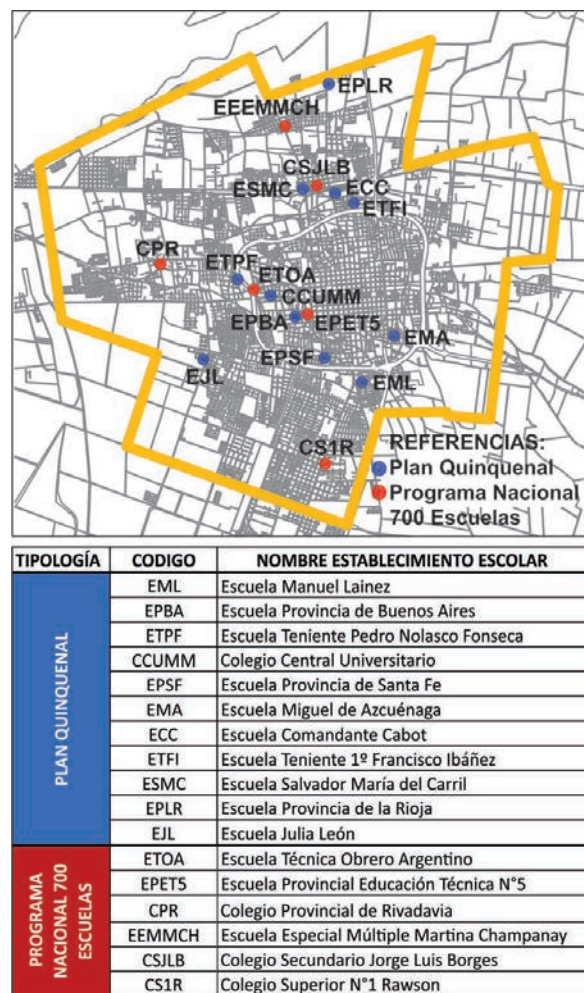 EPLR
EEEMMCH
CSJLB
ESMC
ECC
ETFI
CPR
ETPF
ETOA
CCUMM
EPBA
EPET5
EMA
EPSF
EJL
EML
CS1R
REFERENCIAS:
Plan Quinquenal
Programa Nacional
700 Escuelas
TIPOLOGÍA CODIGO NOMBRE ESTABLECIMIENTO ESCOLAR
PLAN QUINQUENAL
EML Escuela Manuel Lainez
EPBA Escuela Provincia de Buenos Aires
ETPF Escuela Teniente Pedro Nolasco Fonseca
CCUMM Colegio Central Universitario
EPSF Escuela Provincia de Santa Fe
EMA Escuela Miguel de Azcuénaga
ECC Escuela Comandante Cabot
ETFI Escuela Teniente 1º Francisco Ibáñez
ESMC Escuela Salvador María del Carril
EPLR Escuela Provincia de la Rioja
EJL Escuela Julia León
PROGRAMA
NACIONAL 700
ESCUELAS
ETOA Escuela Técnica Obrero Argentino
EPET5 Escuela Provincial Educación Técnica N°5
CPR Colegio Provincial de Rivadavia
EEMMCH Escuela Especial Múltiple Martina Champanay
CSJLB Colegio Secundario Jorge Luis Borges
CS1R Colegio Superior N°1 Rawson